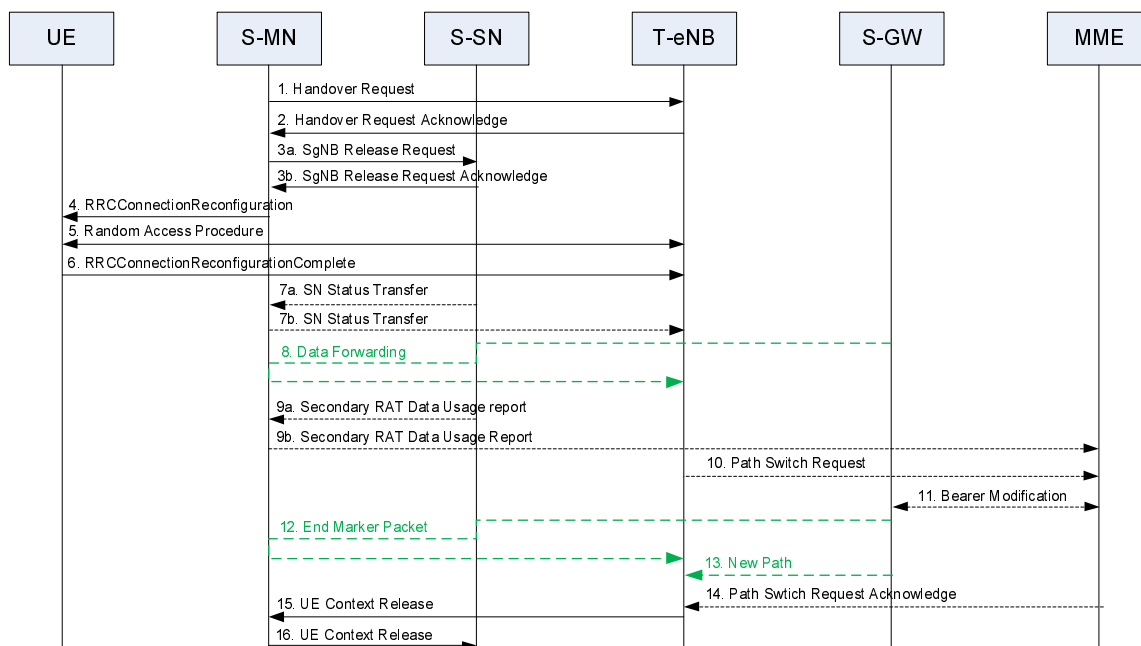 UE
S-MN
S-SN
T-eNB
S-GW
MME
1. Handover Request
2. Handover Request Acknowledge
3a. SgNB Release Request
3b. SgNB Release Request Acknowledge
4. RRCConnectionReconfiguration
5. Random Access Procedure
6. RRCConnectionReconfigurationComplete
7a. SN Status Transfer
7b. SN Status Transfer
8. Data Forwarding
9a. Secondary RAT Data Usage report
9b. Secondary RAT Data Usage Report
10. Path Switch Request
11. Bearer Modification
12. End Marker Packet
13. New Path
14. Path Swtich Request Acknowledge
15. UE Context Release
16. UE Context Release